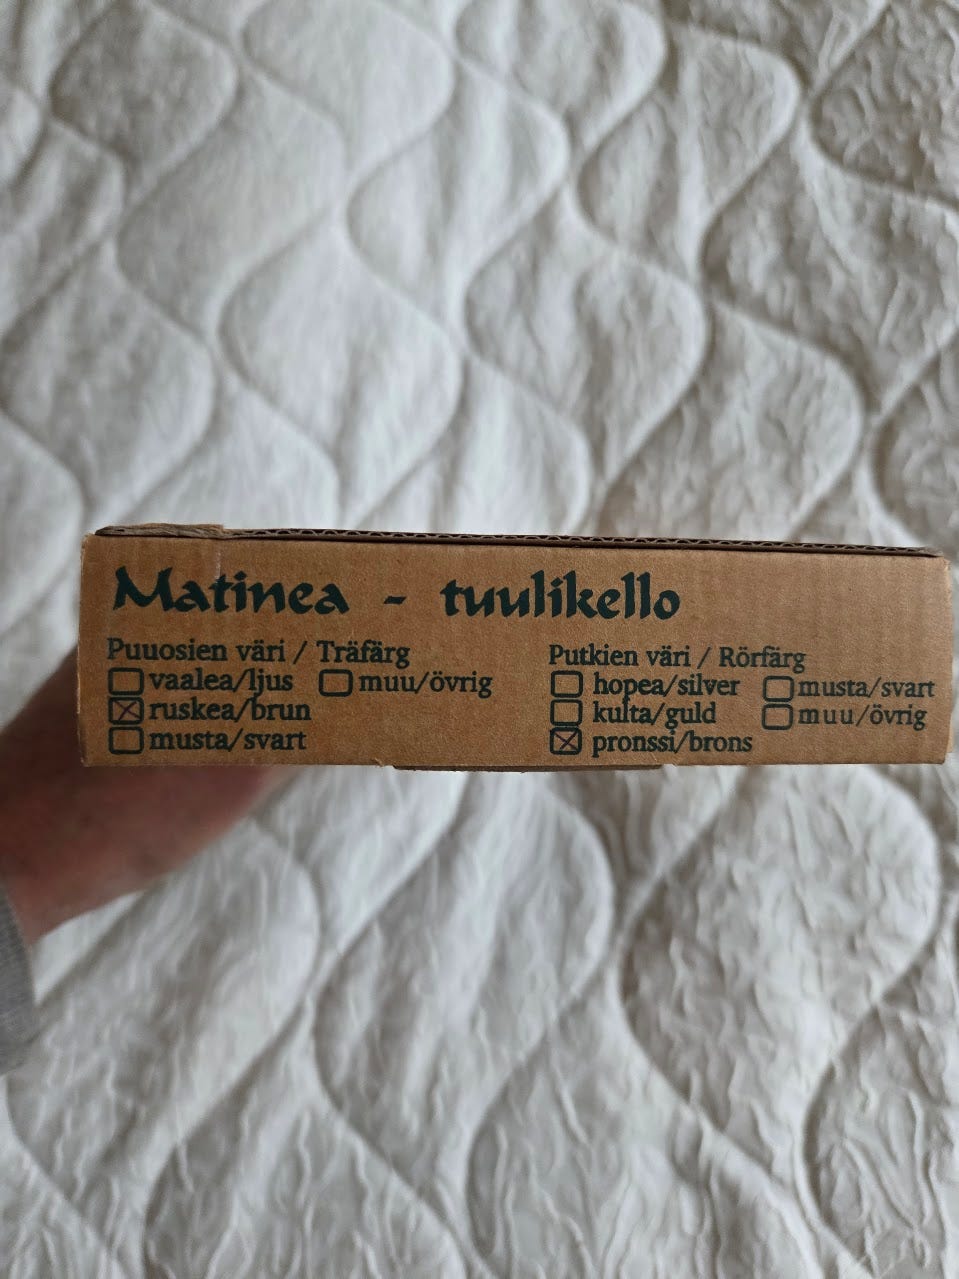 Matinea - tuulikello
Puuosien väri / Träfärg
vaalea/ljus muu/övrig
ruskea/brun
musta/svart
Putkien väri / Rörfärg
hopea/silver musta/svart
kulta/guld muu/övrig
pronssi/brons